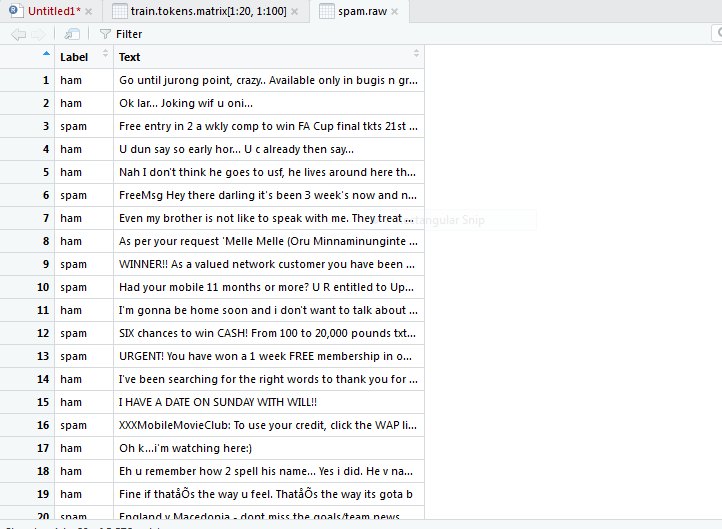 Untitled1*
train.tokens.matrix[1:20, 1:100]
spam.raw
Filter
Label Text
1 ham Go until jurong point, crazy.. Available only in bugis n gr...
2 ham Ok lar... Joking wif u oni...
3 spam Free entry in 2 a wkly comp to win FA Cup final tkts 21st ...
4 ham U dun say so early hor... U c already then say...
5 ham Nah I don't think he goes to usf, he lives around here th...
6 spam FreeMsg Hey there darling it's been 3 week's now and n...
7 ham Even my brother is not like to speak with me. They treat ...
tangular Snip
8 ham As per your request 'Melle Melle (Oru Minnaminunginte ...
9 spam WINNER!! As a valued network customer you have been ...
10 spam Had your mobile 11 months or more? U R entitled to Up...
11 ham I'm gonna be home soon and i don't want to talk about ...
12 spam SIX chances to win CASH! From 100 to 20,000 pounds txt...
13 spam URGENT! You have won a 1 week FREE membership in o...
14 ham I've been searching for the right words to thank you for ...
15 ham I HAVE A DATE ON SUNDAY WITH WILL!!
16 spam XXXMobileMovieClub: To use your credit, click the WAP li...
17 ham Oh k...i'm watching here:)
18 ham Eh u remember how 2 spell his name... Yes i did. He v na...
19 ham Fine if thatåÕs the way u feel. ThatåÕs the way its gota b
20 spam England v Macedonia - dont miss the goals/team news.